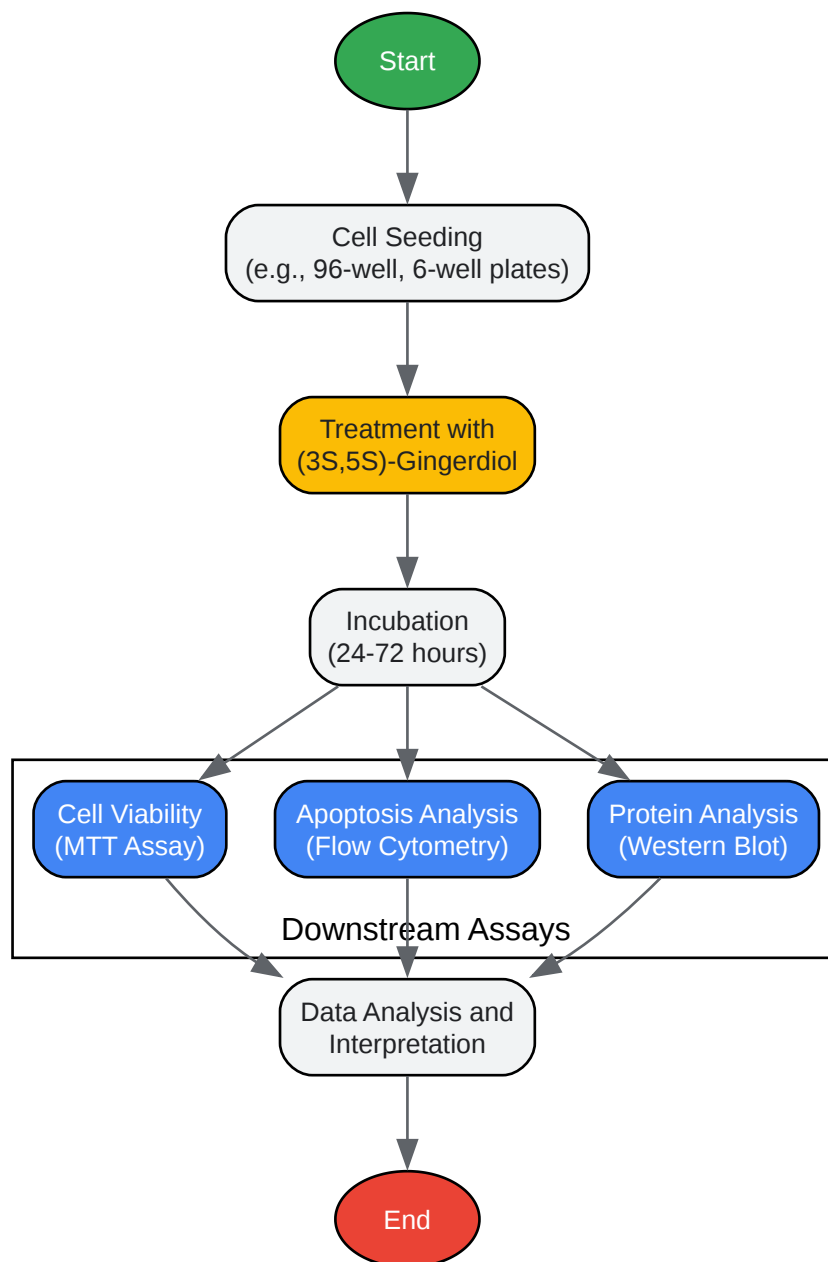 Start
Cell Seeding
(e.g., 96-well, 6-well plates)
Treatment with
(3S,5S)-Gingerdiol
Incubation
(24-72 hours)
Cell Viability
(MTT Assay)
Apoptosis Analysis
(Flow Cytometry)
Protein Analysis
(Western Blot)
Downstream Assays
Data Analysis and
Interpretation
End